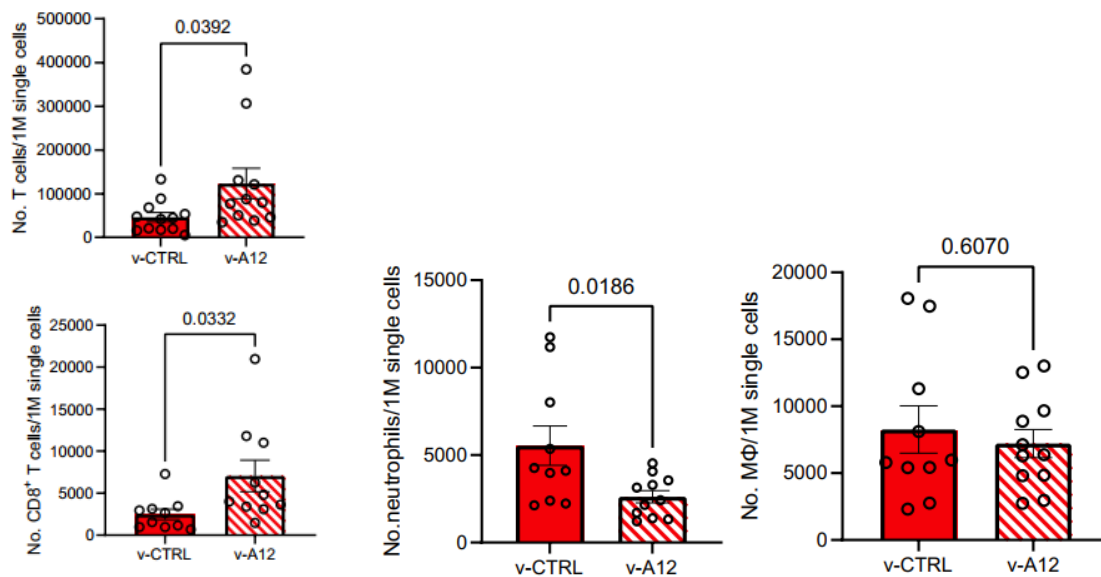 No. T cells/1M single cells
500000
400000
300000
200000
100000
0
0.0392
v-CTRL
v-A12
No. CD8⁺ T cells/1M single cells
25000
20000
15000
10000
5000
0
0.0332
v-CTRL
v-A12
No.neutrophils/1M single cells
15000
10000
5000
0
0.0186
v-CTRL
v-A12
No. MΦ/1M single cells
20000
15000
10000
5000
0
0.6070
v-CTRL
v-A12